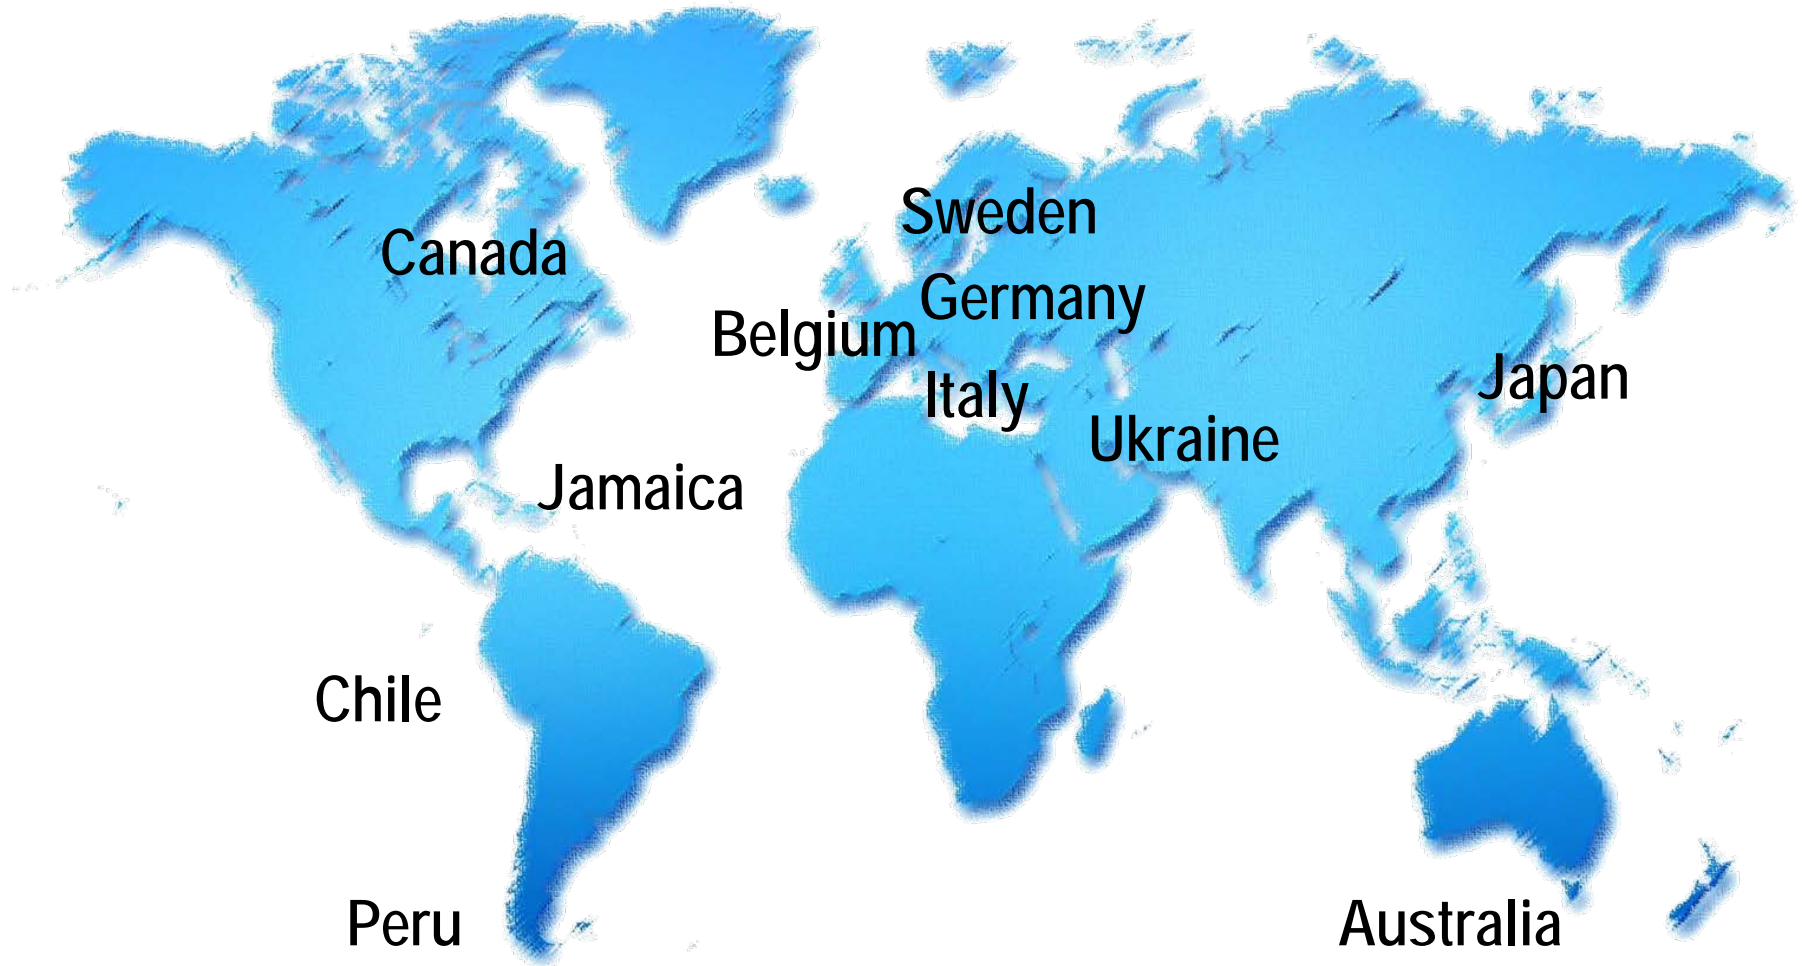 Sweden
Canada
Germany
Belgium
Japan
Italy
Ukraine
Jamaica
Chile
Peru
Australia